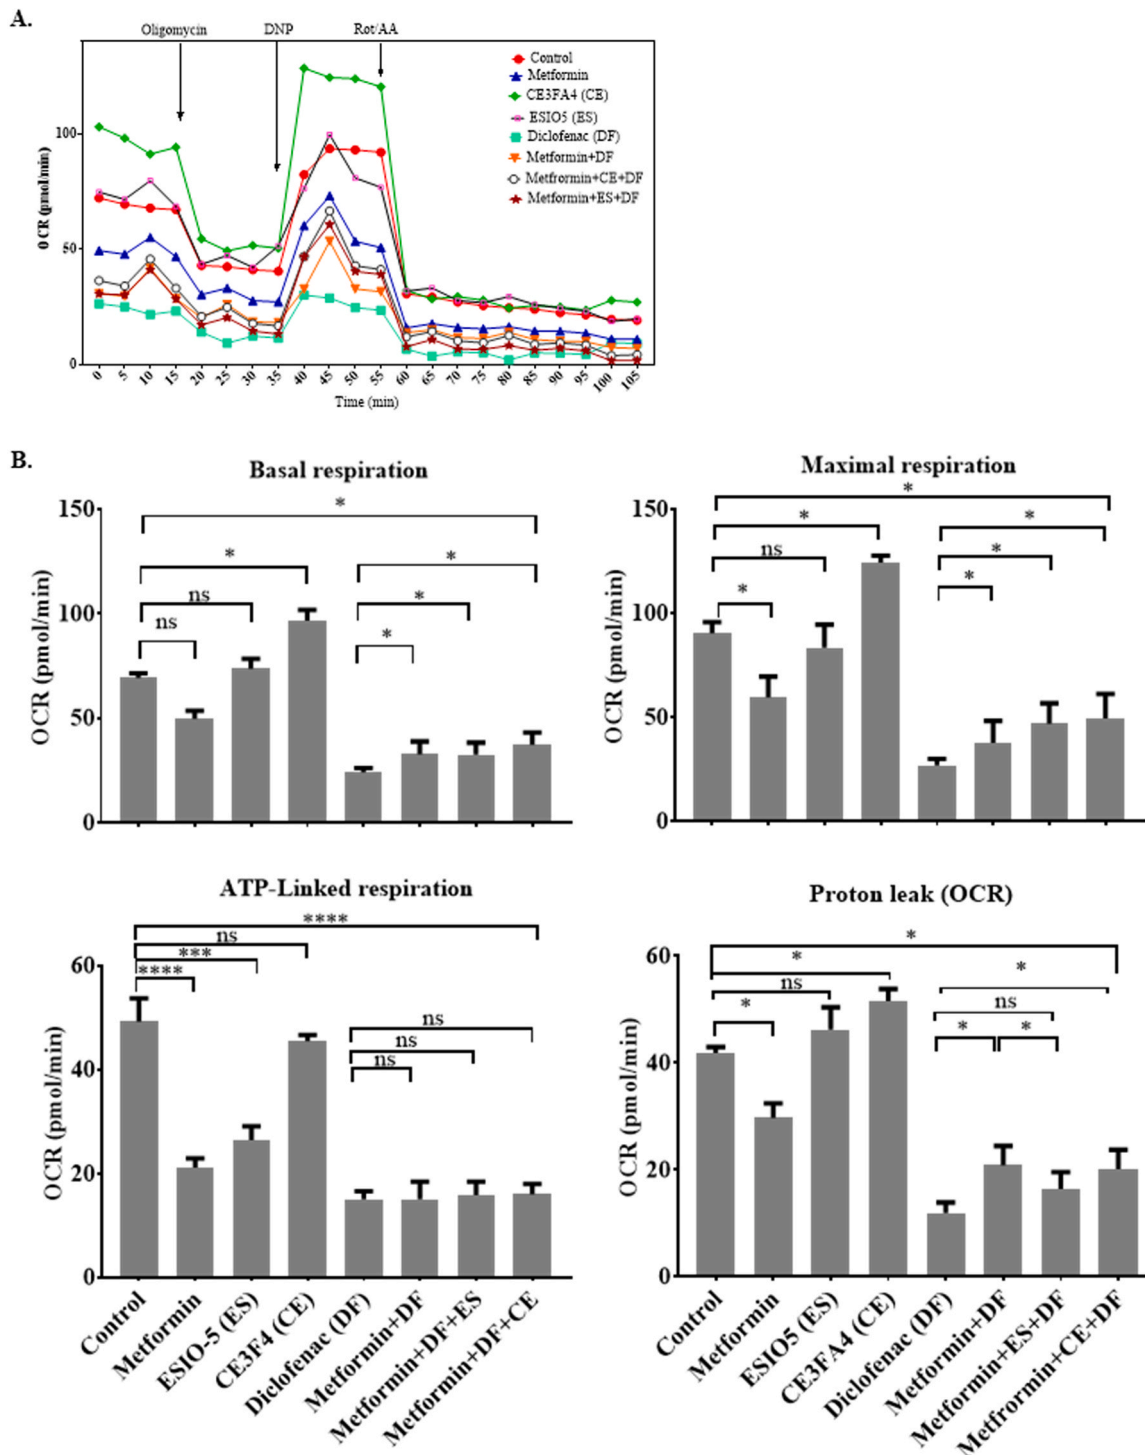 A.
Oligomycin DNP Rot/AA
Control
Metformin
CE3FA4 (CE)
ESIO5 (ES)
Diclofenac (DF)
Metformin+DF
Metfrormin+CE+DF
Metformin+ES+DF
OCR (pmol/min)
100
50
0
0 5 10 15 20 25 30 35 40 45 50 55 60 65 70 75 80 85 90 95 100 105
Time (min)
B.
Basal respiration
OCR (pmol/min)
150
100
50
0
*
*
*
ns
*
ns
*
Maximal respiration
OCR (pmol/min)
150
100
50
0
*
*
*
ns
*
*
*
ATP-Linked respiration
OCR (pmol/min)
60
40
20
0
****
ns
***
****
ns
ns
ns
Control
Metformin
ESIO-5 (ES)
CE3F4 (CE)
Diclofenac (DF)
Metformin+DF
Metformin+DF+ES
Metformin+DF+CE
Proton leak (OCR)
OCR (pmol/min)
60
40
20
0
*
*
*
ns
ns
*
*
*
Control
Metformin
ESIO5 (ES)
CE3FA4 (CE)
Diclofenac (DF)
Metformin+DF
Metformin+ES+DF
Metfrormin+CE+DF